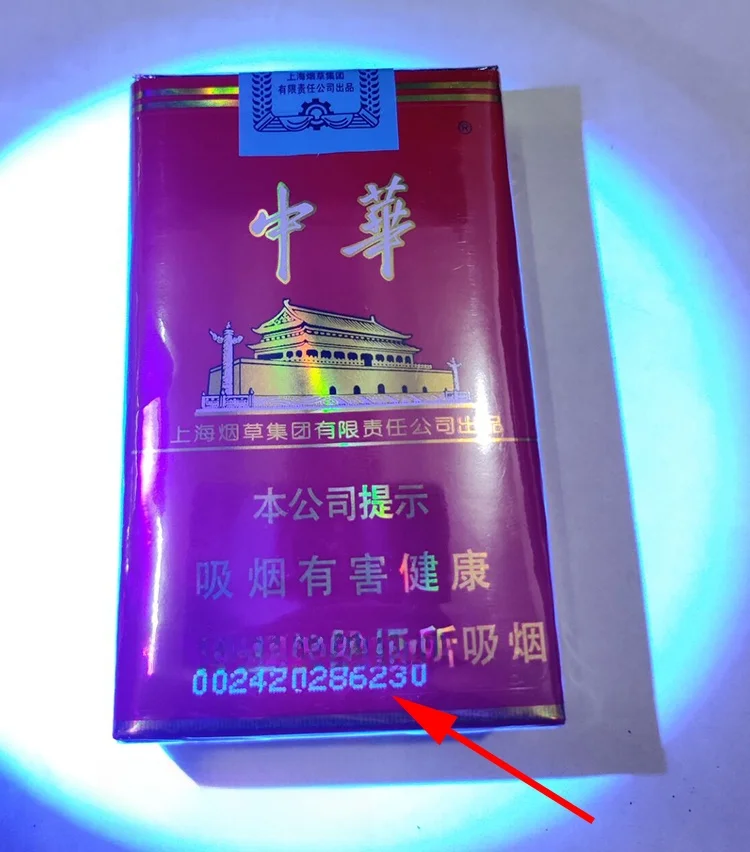 上海烟草集团
有限责任公司出品
®
中華
上海烟草集团有限责任公司出品
本公司提示
吸烟有害健康
所吸烟
002420286230